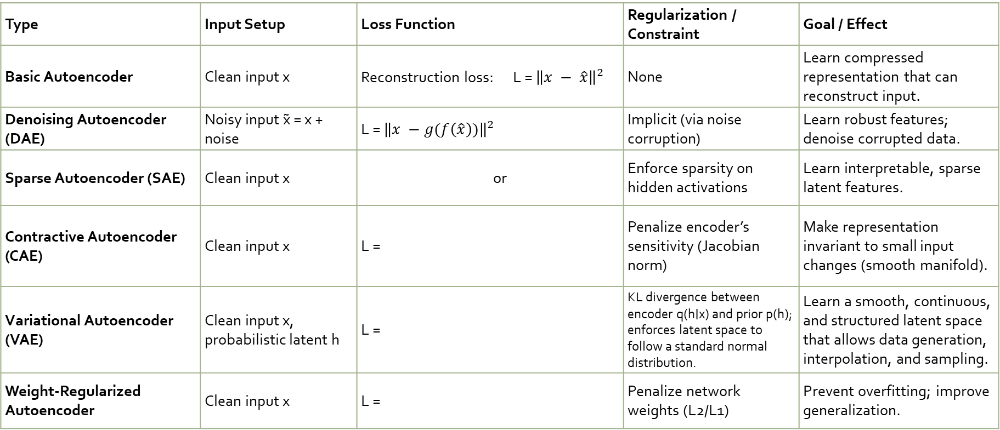 Type
Input Setup
Loss Function
Regularization /
Constraint
Goal / Effect
Basic Autoencoder
Clean input x
Reconstruction loss: L = ‖x − x̂‖²
None
Learn compressed
representation that can
reconstruct input.
Denoising Autoencoder
(DAE)
Noisy input x̃ = x +
noise
L = ‖x − g(f(x̂))‖²
Implicit (via noise
corruption)
Learn robust features;
denoise corrupted data.
Sparse Autoencoder (SAE)
Clean input x
or
Enforce sparsity on
hidden activations
Learn interpretable, sparse
latent features.
Contractive Autoencoder
(CAE)
Clean input x
L =
Penalize encoder’s
sensitivity (Jacobian
norm)
Make representation
invariant to small input
changes (smooth manifold).
Variational Autoencoder
(VAE)
Clean input x,
probabilistic latent h
L =
KL divergence between
encoder q(h|x) and prior p(h);
enforces latent space to
follow a standard normal
distribution.
Learn a smooth, continuous,
and structured latent space
that allows data generation,
interpolation, and sampling.
Weight-Regularized
Autoencoder
Clean input x
L =
Penalize network
weights (L2/L1)
Prevent overfitting; improve
generalization.